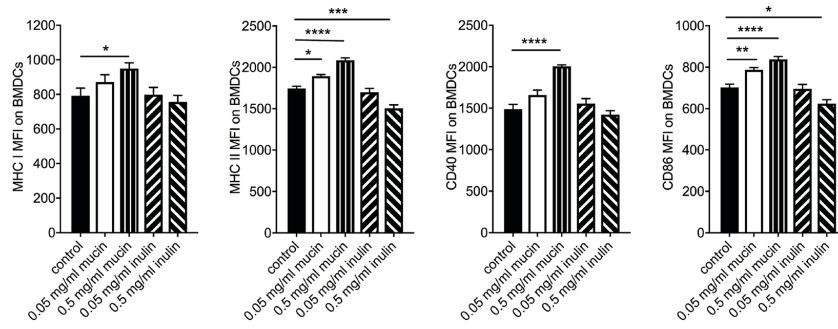 MHC I MFI on BMDCs
1200
1000
800
600
400
200
0
*
control
0.05 mg/ml mucin
0.5 mg/ml mucin
0.05 mg/ml inulin
0.5 mg/ml inulin
MHC II MFI on BMDCs
2500
2000
1500
1000
500
0
***
****
*
control
0.05 mg/ml mucin
0.5 mg/ml mucin
0.05 mg/ml inulin
0.5 mg/ml inulin
CD40 MFI on BMDCs
2500
2000
1500
1000
500
0
****
control
0.05 mg/ml mucin
0.5 mg/ml mucin
0.05 mg/ml inulin
0.5 mg/ml inulin
CD86 MFI on BMDCs
1000
800
600
400
200
0
*
****
**
control
0.05 mg/ml mucin
0.5 mg/ml mucin
0.05 mg/ml inulin
0.5 mg/ml inulin